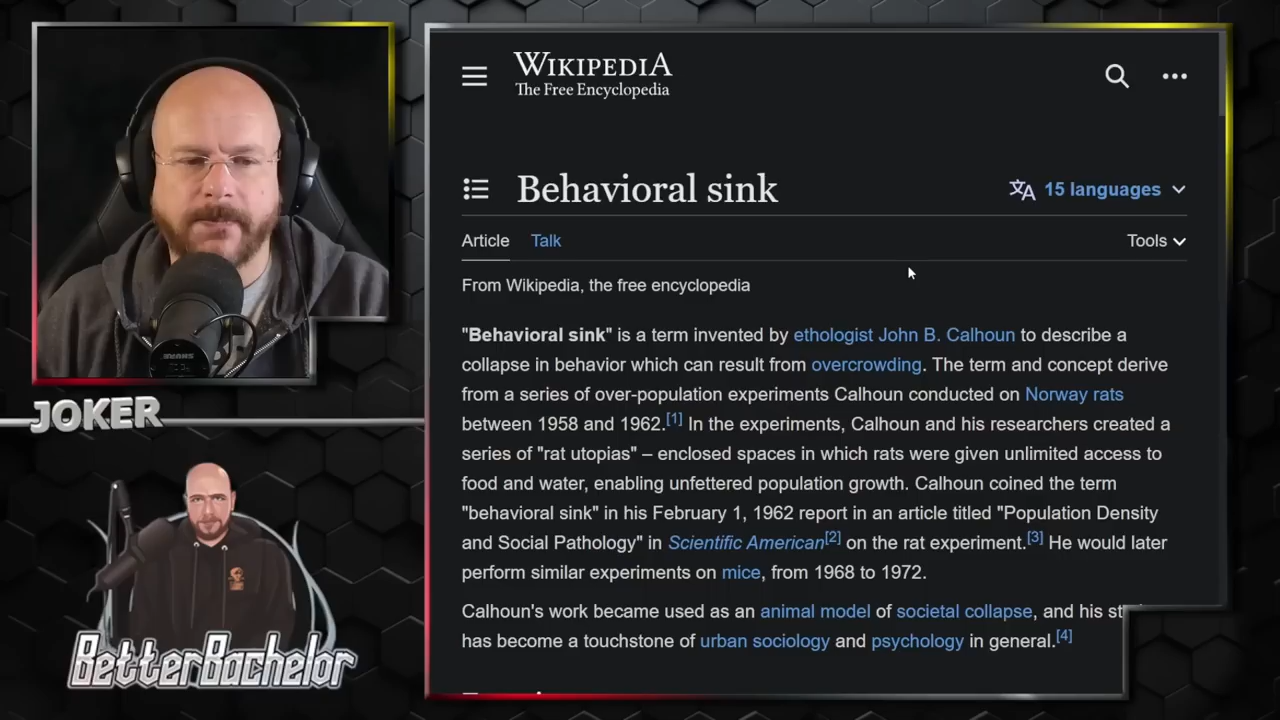 WIKIPEDIA
The Free Encyclopedia
Behavioral sink
15 languages
Article Talk
Tools
From Wikipedia, the free encyclopedia
"Behavioral sink" is a term invented by ethologist John B. Calhoun to describe a
collapse in behavior which can result from overcrowding. The term and concept derive
from a series of over-population experiments Calhoun conducted on Norway rats
between 1958 and 1962.[1] In the experiments, Calhoun and his researchers created a
series of "rat utopias" – enclosed spaces in which rats were given unlimited access to
food and water, enabling unfettered population growth. Calhoun coined the term
"behavioral sink" in his February 1, 1962 report in an article titled "Population Density
and Social Pathology" in Scientific American[2] on the rat experiment.[3] He would later
perform similar experiments on mice, from 1968 to 1972.
Calhoun's work became used as an animal model of societal collapse, and his
has become a touchstone of urban sociology and psychology in general.[4]
JOKER
BetterBachelor